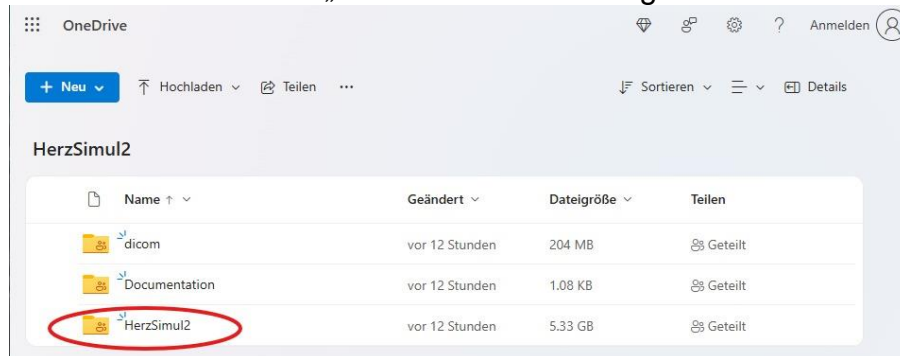 OneDrive Anmelden
+ Neu Hochladen Teilen ... Sortieren Details
HerzSimul2
Name ↑ Geändert Dateigröße Teilen
dicom vor 12 Stunden 204 MB Geteilt
Documentation vor 12 Stunden 1.08 KB Geteilt
HerzSimul2 vor 12 Stunden 5.33 GB Geteilt